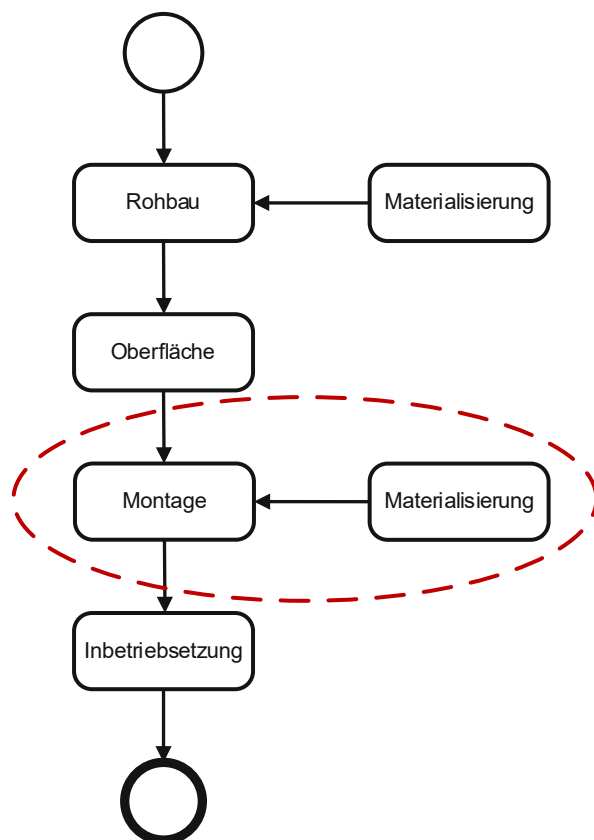 Rohbau
Materialisierung
Oberfläche
Montage
Materialisierung
Inbetriebsetzung